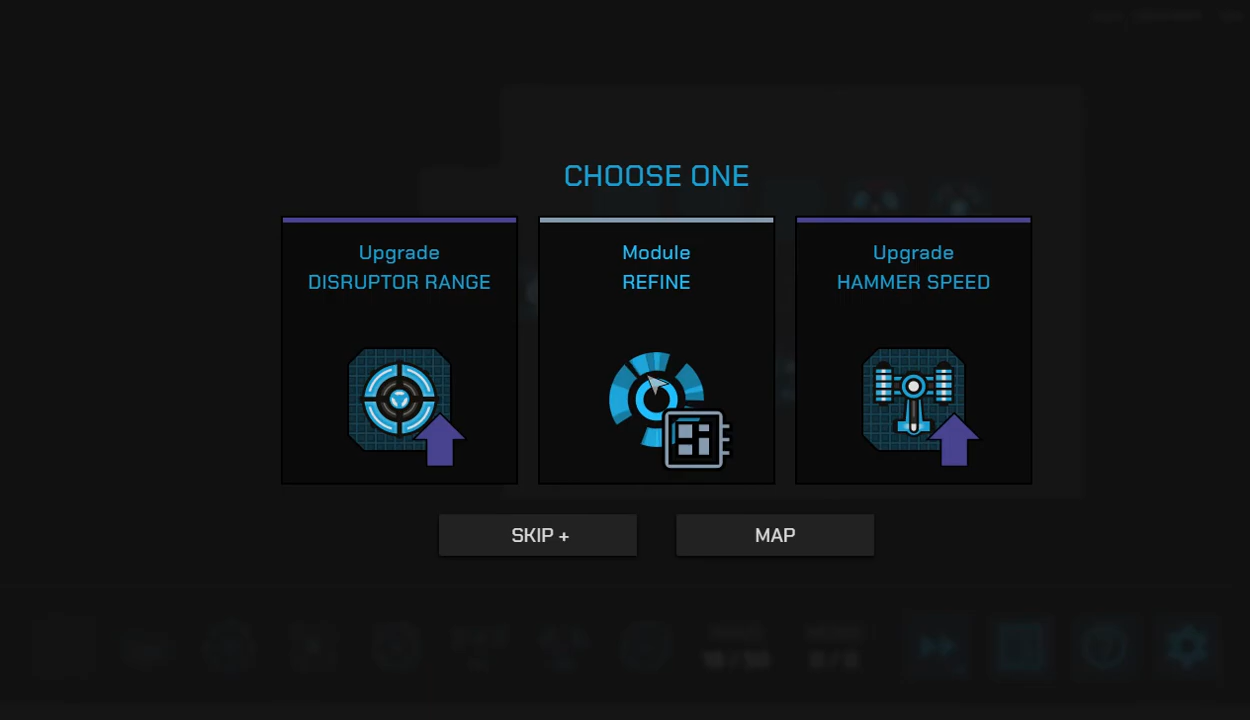 CHOOSE ONE
Upgrade
DISRUPTOR RANGE
Module
REFINE
Upgrade
HAMMER SPEED
SKIP +
MAP